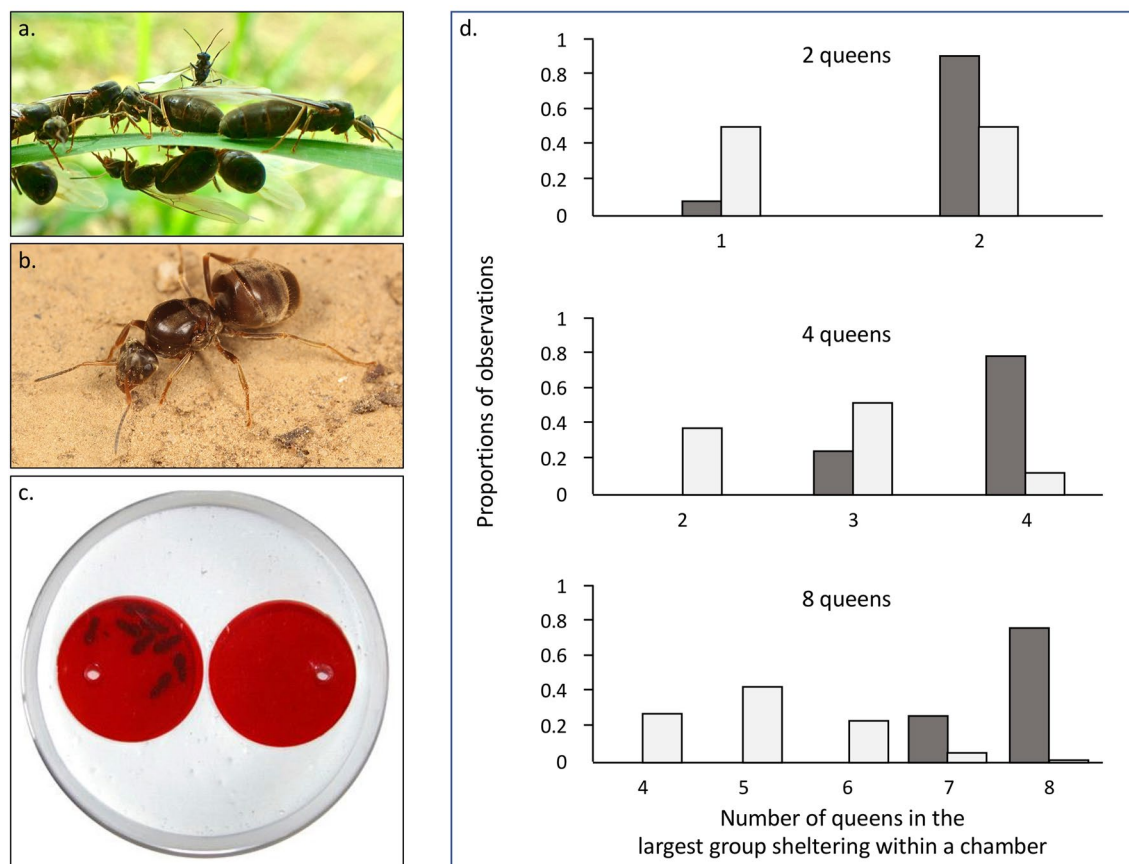 a.
b.
c.
d.
Proportions of observations
2 queens
1
0.8
0.6
0.4
0.2
0
1
2
4 queens
1
0.8
0.6
0.4
0.2
0
2
3
4
8 queens
1
0.8
0.6
0.4
0.2
0
4
5
6
7
8
Number of queens in the
largest group sheltering within a chamber